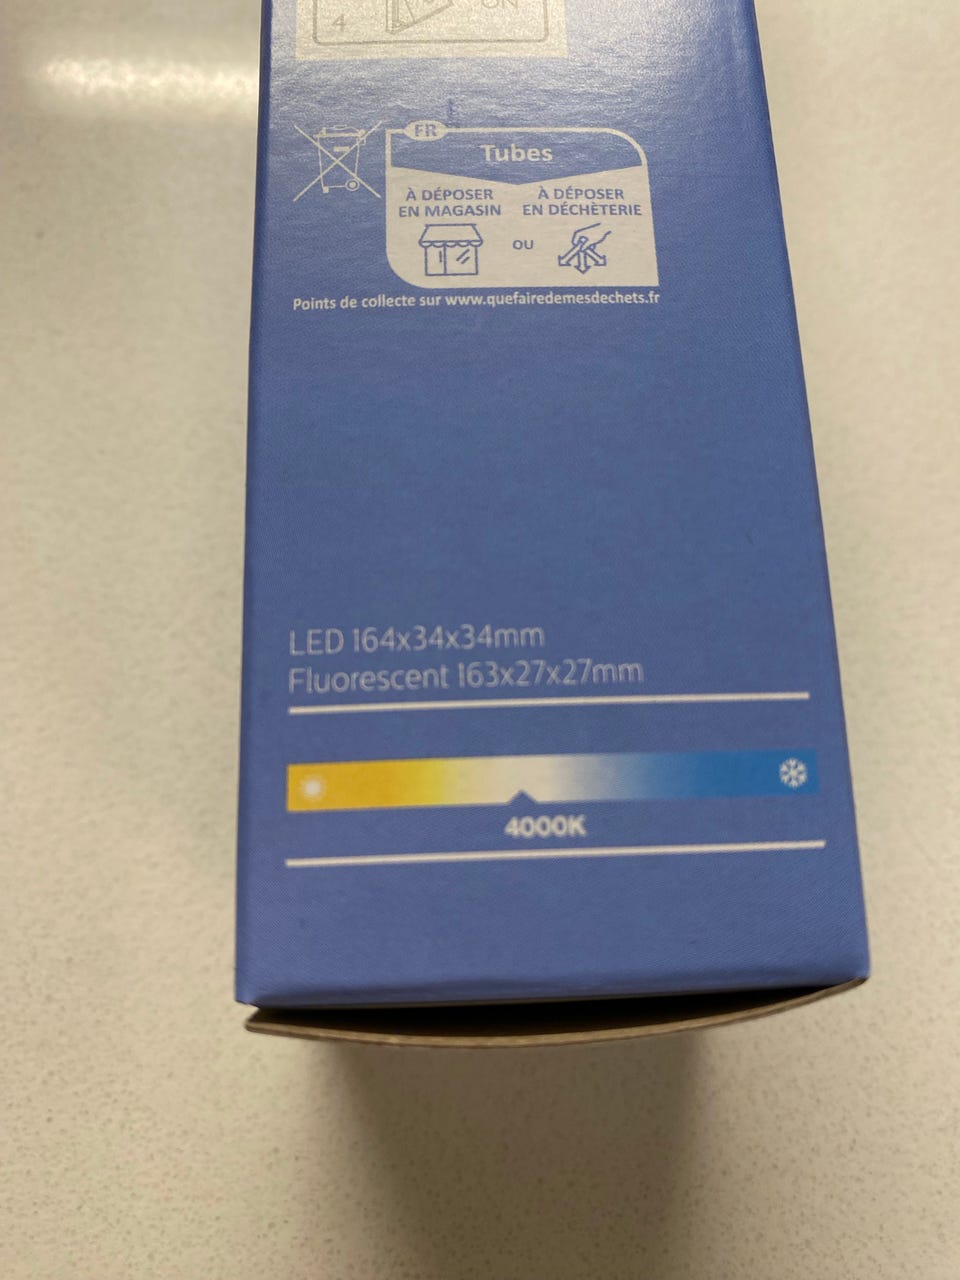 4 ON
FR
Tubes
À DÉPOSER EN MAGASIN
OU
À DÉPOSER EN DÉCHÈTERIE
Points de collecte sur www.quefairedemesdechets.fr
LED 164x34x34mm
Fluorescent 163x27x27mm
4000K